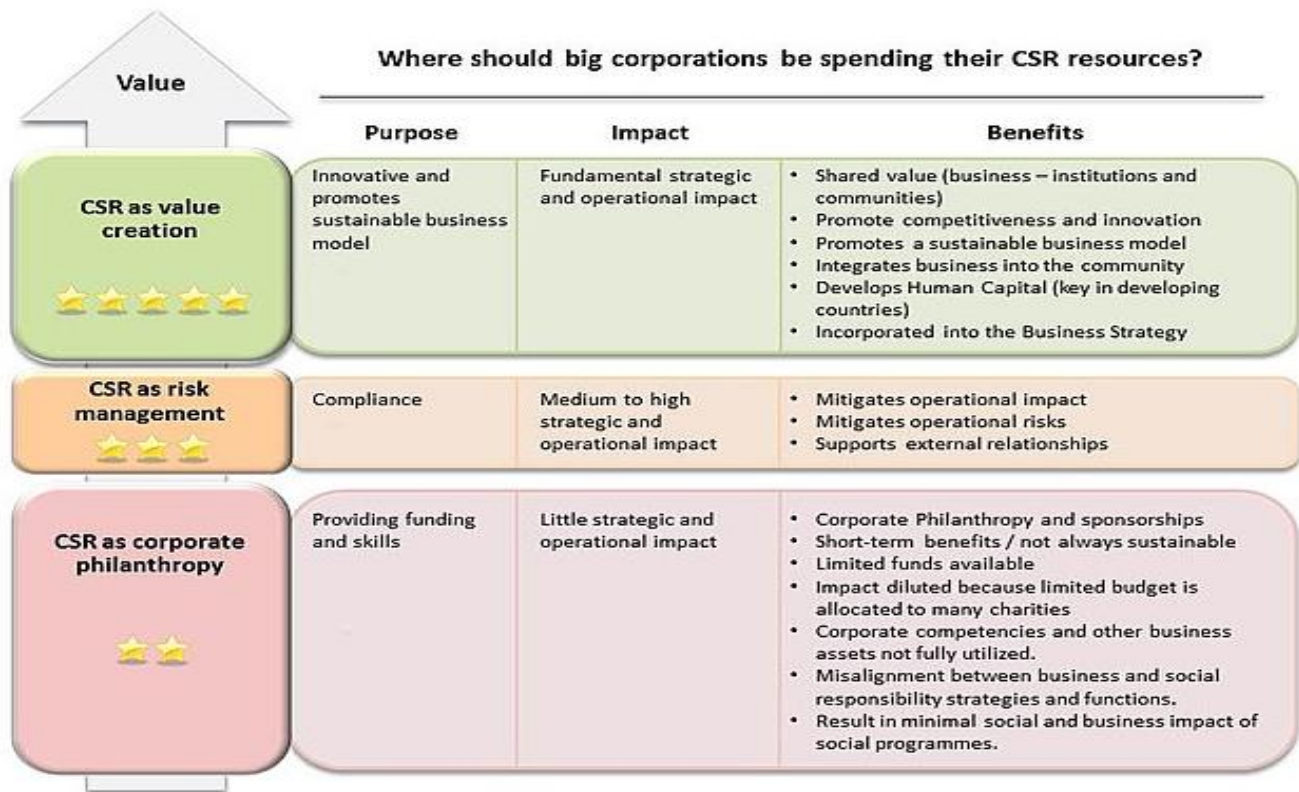 Value
Where should big corporations be spending their CSR resources?
Purpose
Impact
Benefits
CSR as value
creation
Innovative and
promotes
sustainable business
model
Fundamental strategic
and operational impact
• Shared value (business – institutions and
communities)
• Promote competitiveness and innovation
• Promotes a sustainable business model
• Integrates business into the community
• Develops Human Capital (key in developing
countries)
• Incorporated into the Business Strategy
CSR as risk
management
Compliance
Medium to high
strategic and
operational impact
• Mitigates operational impact
• Mitigates operational risks
• Supports external relationships
CSR as corporate
philanthropy
Providing funding
and skills
Little strategic and
operational impact
• Corporate Philanthropy and sponsorships
• Short-term benefits / not always sustainable
• Limited funds available
• Impact diluted because limited budget is
allocated to many charities
• Corporate competencies and other business
assets not fully utilized.
• Misalignment between business and social
responsibility strategies and functions.
• Result in minimal social and business impact of
social programmes.